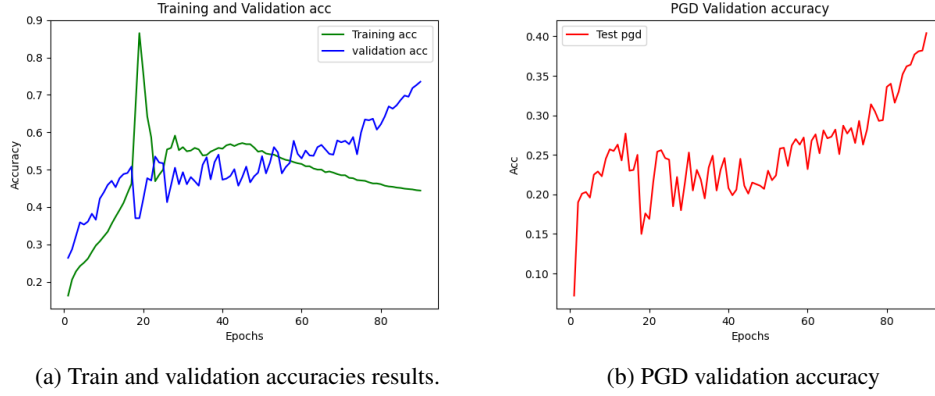 Training and Validation acc
Accuracy
0.9
0.8
0.7
0.6
0.5
0.4
0.3
0.2
Training acc
validation acc
0 20 40 60 80
Epochs
(a) Train and validation accuracies results.
PGD Validation accuracy
Acc
0.40
0.35
0.30
0.25
0.20
0.15
0.10
Test pgd
0 20 40 60 80
Epochs
(b) PGD validation accuracy